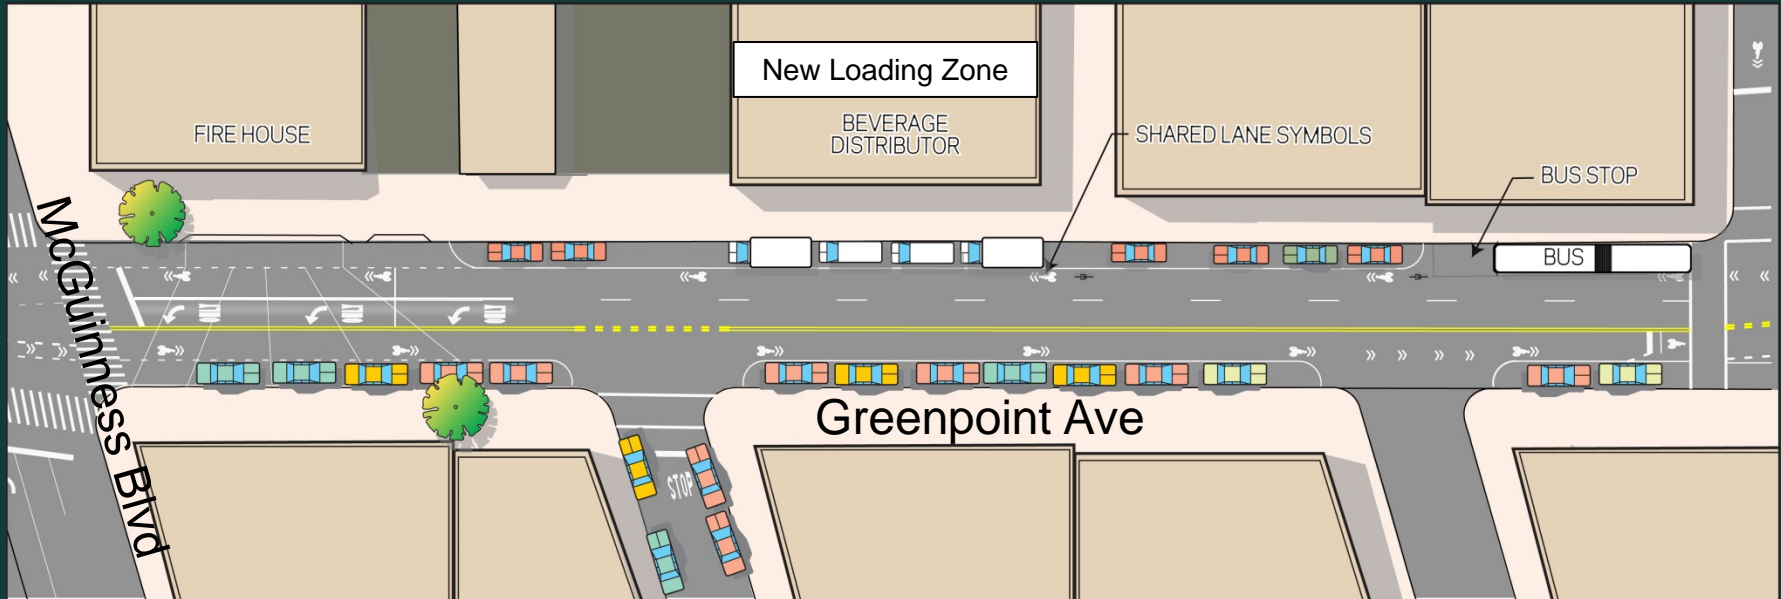 New Loading Zone
FIRE HOUSE
BEVERAGE
DISTRIBUTOR
SHARED LANE SYMBOLS
BUS STOP
BUS
McGuinness Blvd
Greenpoint Ave
STOP